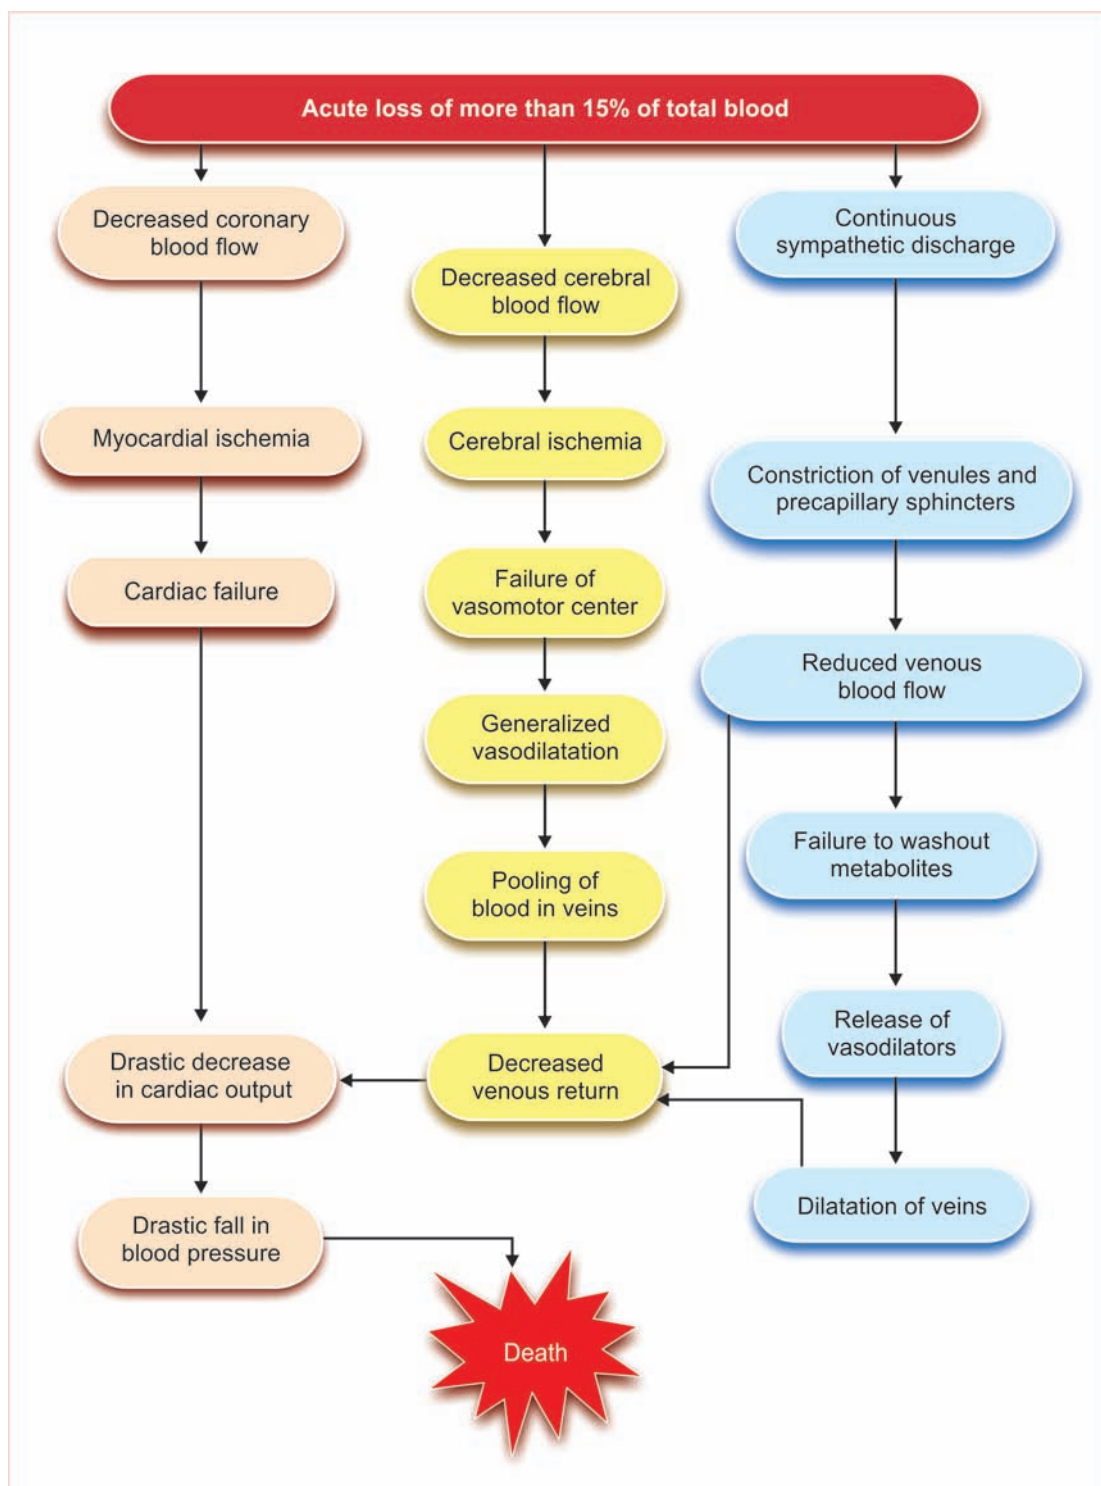 Acute loss of more than 15% of total blood
Decreased coronary
blood flow
Myocardial ischemia
Cardiac failure
Drastic decrease
in cardiac output
Drastic fall in
blood pressure
Decreased cerebral
blood flow
Cerebral ischemia
Failure of
vasomotor center
Generalized
vasodilatation
Pooling of
blood in veins
Decreased
venous return
Continuous
sympathetic discharge
Constriction of venules and
precapillary sphincters
Reduced venous
blood flow
Failure to washout
metabolites
Release of
vasodilators
Dilatation of veins
Death